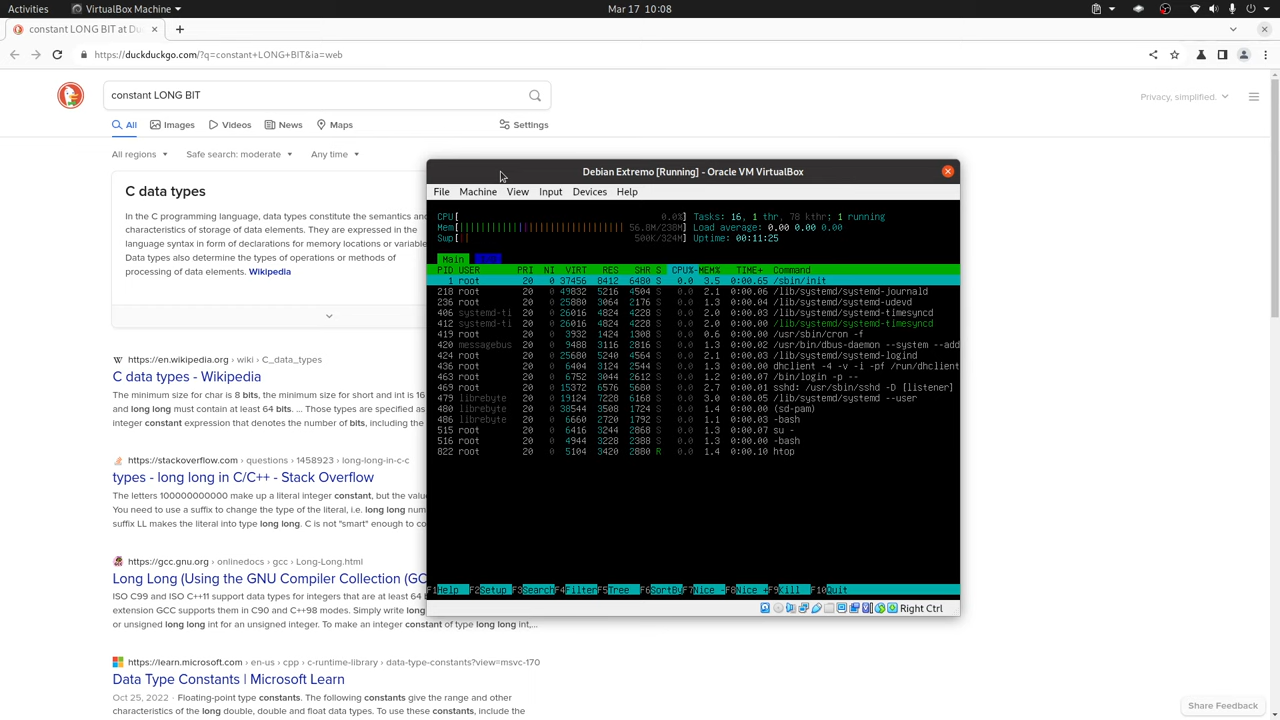 Activities
VirtualBox Machine
Mar 17 10:08
constant LONG BIT at Du
https://duckduckgo.com/?q=constant+LONG+BIT&ia=web
constant LONG BIT
Privacy, simplified.
All
Images
Videos
News
Maps
Settings
All regions
Safe search: moderate
Any time
C data types
In the C programming language, data types constitute the semantics and
characteristics of storage of data elements. They are expressed in the
language syntax in form of declarations for memory locations or variable
Data types also determine the types of operations or methods of
processing of data elements. Wikipedia
https://en.wikipedia.org › wiki › C_data_types
C data types - Wikipedia
The minimum size for char is 8 bits, the minimum size for short and int is 16
and long long must contain at least 64 bits. ... Those types are specified as
integer constant expression that denotes the number of bits, including the
https://stackoverflow.com › questions › 1458923 › long-long-in-c-c
types - long long in C/C++ - Stack Overflow
The letters 100000000000 make up a literal integer constant, but the valu
You need to use a suffix to change the type of the literal, i.e. long long num
suffix LL makes the literal into type long long. C is not "smart" enough to co
https://gcc.gnu.org › onlinedocs › gcc › Long-Long.html
Long Long (Using the GNU Compiler Collection (GC
ISO C99 and ISO C++11 support data types for integers that are at least 64 b
extension GCC supports them in C90 and C++98 modes. Simply write long
or unsigned long long int for an unsigned integer. To make an integer constant of type long long int,...
https://learn.microsoft.com › en-us › cpp › c-runtime-library › data-type-constants?view=msvc-170
Data Type Constants | Microsoft Learn
Oct 25, 2022 · Floating-point type constants. The following constants give the range and
characteristics of the long double, double and float data types. To use these constants, include the
Share Feedback
Debian Extremo [Running] - Oracle VM VirtualBox
File Machine View Input Devices Help
CPU[ 0.0%] Tasks: 16, 1 thr, 78 kthr; 1 running
Mem[ 56.8M/238M] Load average: 0.00 0.00 0.00
Swp[ 500K/324M] Uptime: 00:11:25
Main
PID USER PRI NI VIRT RES SHR S CPU%-MEM% TIME+ Command
1 root 20 0 37456 8412 6480 S 0.0 3.5 0:00.65 /sbin/init
218 root 20 0 49832 5216 4504 S 0.0 2.1 0:00.06 /lib/systemd/systemd-journald
236 root 20 0 25880 3064 2176 S 0.0 1.3 0:00.04 /lib/systemd/systemd-udevd
406 systemd-ti 20 0 26016 4824 4228 S 0.0 2.0 0:00.03 /lib/systemd/systemd-timesyncd
412 systemd-ti 20 0 26016 4824 4228 S 0.0 2.0 0:00.00 /lib/systemd/systemd-timesyncd
419 root 20 0 3932 1424 1308 S 0.0 0.6 0:00.00 /usr/sbin/cron -f
420 messagebus 20 0 9488 3116 2816 S 0.0 1.3 0:00.02 /usr/bin/dbus-daemon --system --add
424 root 20 0 25680 5240 4564 S 0.0 2.1 0:00.03 /lib/systemd/systemd-logind
436 root 20 0 6404 3124 2544 S 0.0 1.3 0:00.00 dhclient -4 -v -i -pf /run/dhclient
463 root 20 0 6752 3044 2612 S 0.0 1.2 0:00.07 /bin/login -p --
469 root 20 0 15372 6576 5680 S 0.0 2.7 0:00.01 sshd: /usr/sbin/sshd -D [listener]
479 librebyte 20 0 19124 7228 6168 S 0.0 3.0 0:00.05 /lib/systemd/systemd --user
480 librebyte 20 0 38544 3508 1724 S 0.0 1.4 0:00.00 (sd-pam)
486 librebyte 20 0 6660 2720 1792 S 0.0 1.1 0:00.03 -bash
515 root 20 0 6416 3244 2868 S 0.0 1.3 0:00.07 su -
516 root 20 0 4944 3228 2388 S 0.0 1.3 0:00.00 -bash
822 root 20 0 5104 3420 2880 R 0.0 1.4 0:00.10 htop
F1Help F2Setup F3SearchF4FilterF5Tree F6SortByF7Nice -F8Nice +F9Kill F10Quit
Right Ctrl